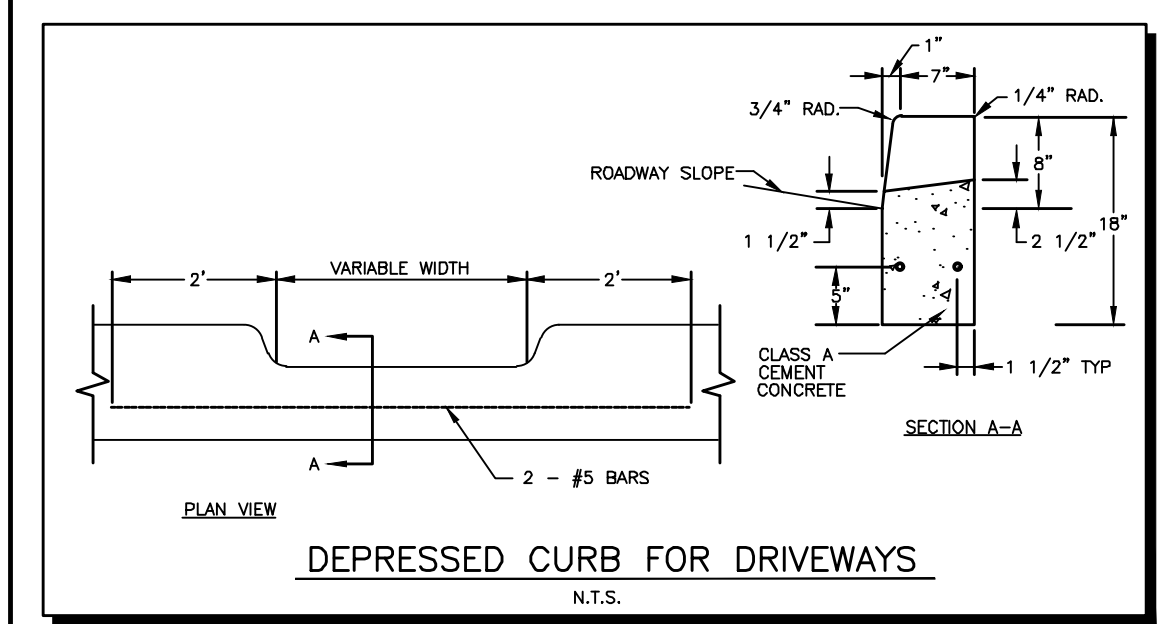 1"
7"
3/4" RAD.
1/4" RAD.
ROADWAY SLOPE
8"
18"
1 1/2"
2 1/2"
5"
2'
VARIABLE WIDTH
2'
A
CLASS A
CEMENT
CONCRETE
1 1/2" TYP
SECTION A-A
A
2 - #5 BARS
PLAN VIEW
DEPRESSED CURB FOR DRIVEWAYS
N.T.S.